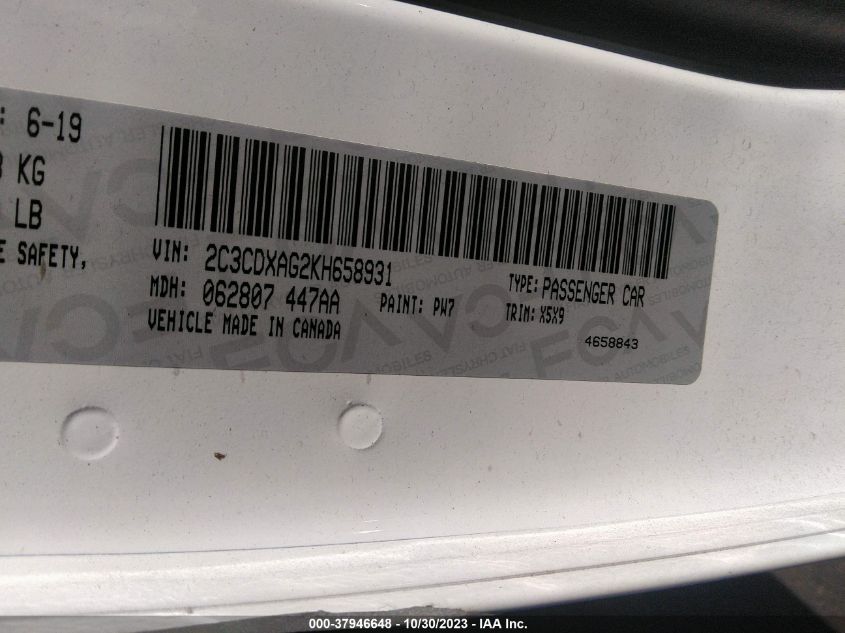 : 6-19
KG
LB
E SAFETY,
VIN: 2C3CDXAG2KH658931
MDH: 062807 447AA PAINT: PW7
VEHICLE MADE IN CANADA
TYPE: PASSENGER CAR
TRIM: X5X9
4658843
000-37946648 - 10/30/2023 - IAA Inc.